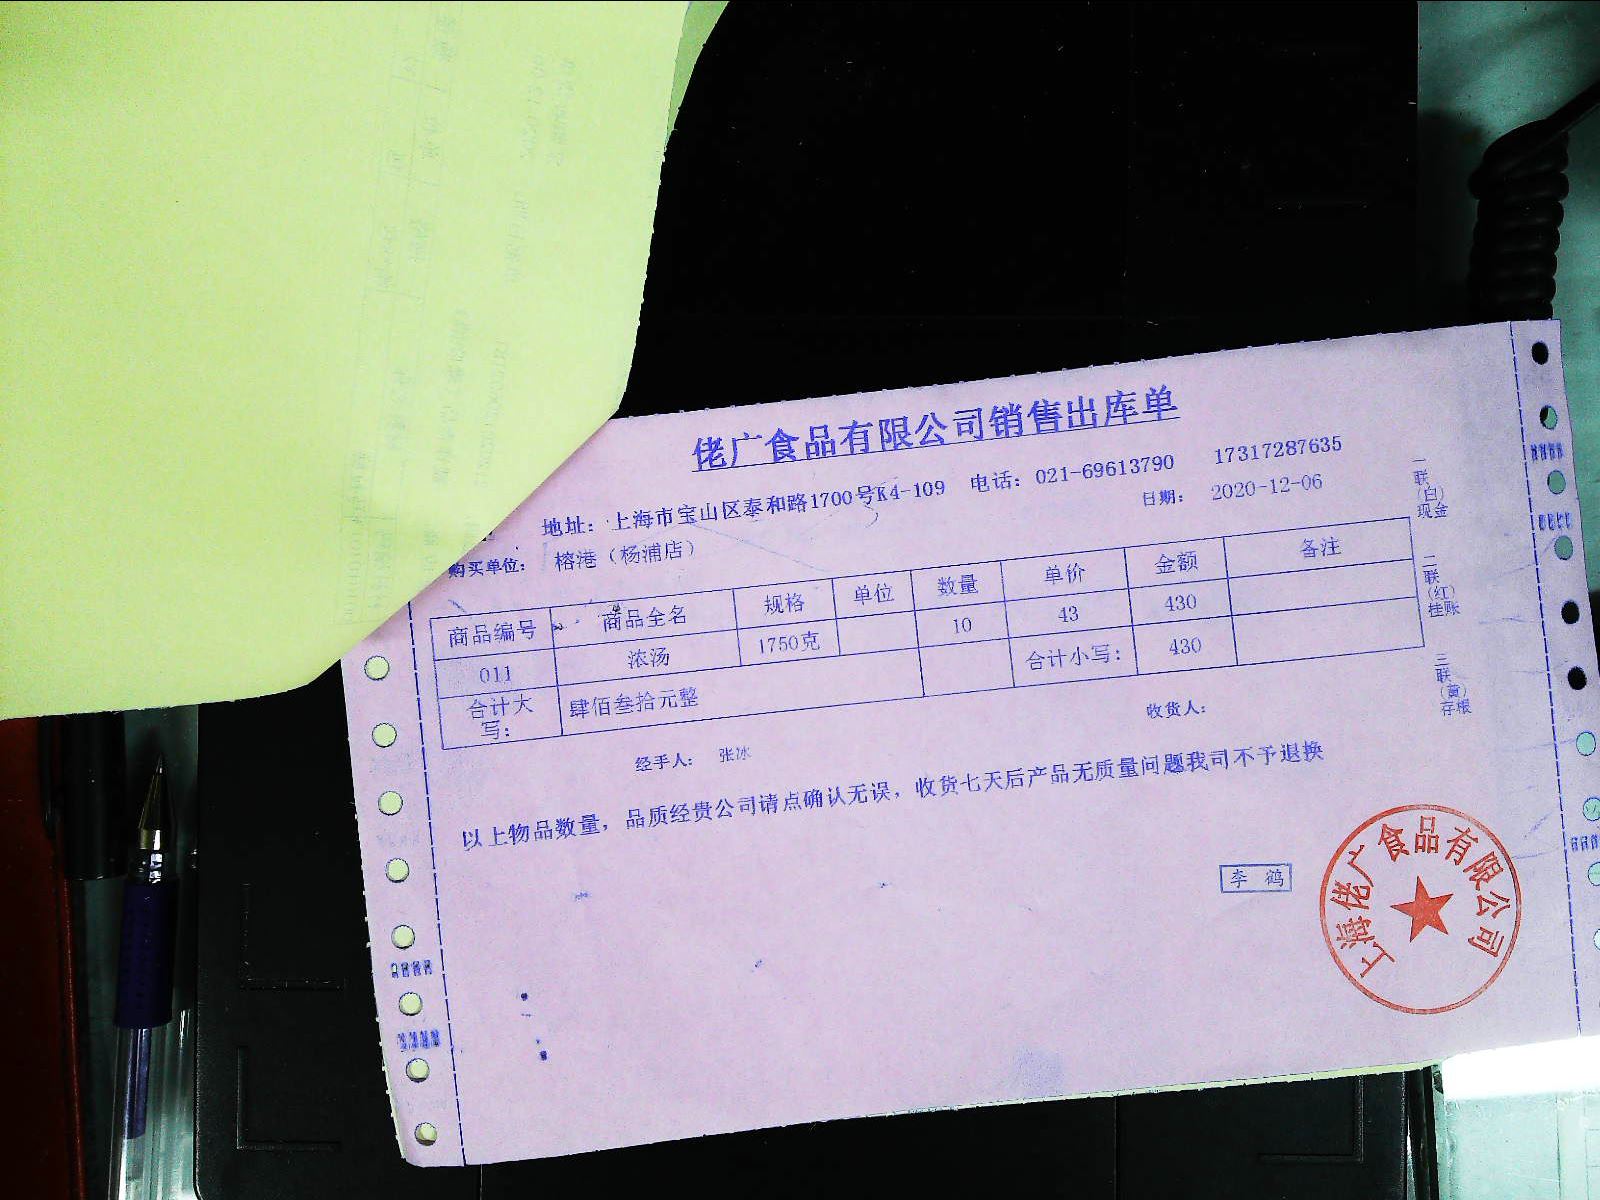 佬广食品有限公司销售出库单
地址：上海市宝山区泰和路1700号K4-109 电话：021-69613790 17317287635
购买单位： 榕港（杨浦店） 日期： 2020-12-06
商品编号 商品全名 规格 单位 数量 单价 金额 备注
011 浓汤 1750克 10 43 430
合计大写： 肆佰叁拾元整 合计小写： 430
经手人： 张冰 收货人：
以上物品数量，品质经贵公司请点确认无误，收货七天后产品无质量问题我司不予退换
一联（白）现金
二联（红）挂账
三联（黄）存根
李鹤
上海佬广食品有限公司